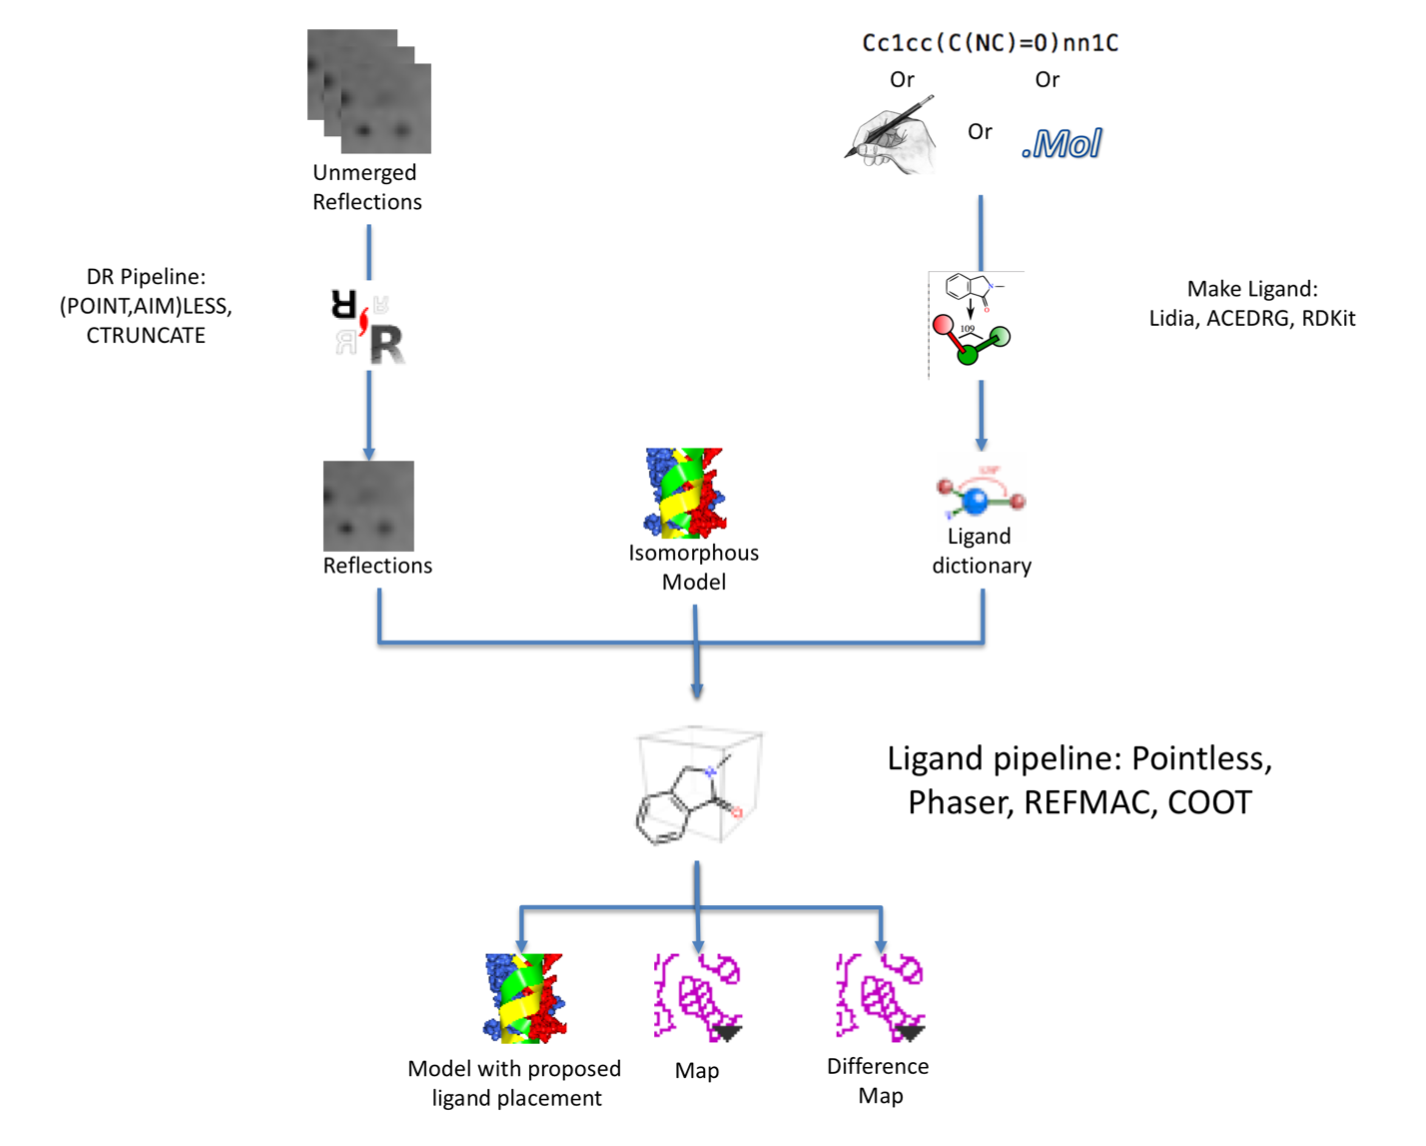 Cc1cc(C(NC)=O)nn1C
Or
Or
Or
.Mol
Unmerged
Reflections
DR Pipeline:
(POINT,AIM)LESS,
CTRUNCATE
R
R
R
R
N
O
109
Make Ligand:
Lidia, ACEDRG, RDKit
Reflections
Isomorphous
Model
Ligand
dictionary
Ligand pipeline: Pointless,
Phaser, REFMAC, COOT
Model with proposed
ligand placement
Map
Difference
Map